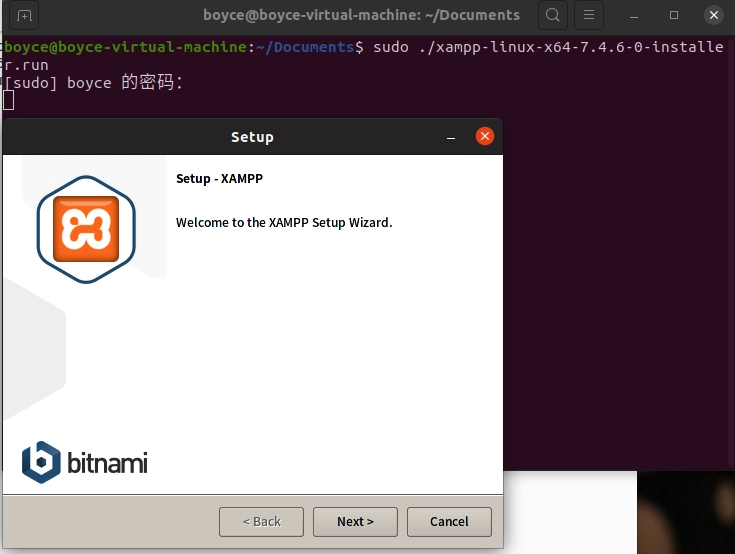 boyce@boyce-virtual-machine: ~/Documents
boyce@boyce-virtual-machine:~/Documents$ sudo ./xampp-linux-x64-7.4.6-0-installe
r.run
[sudo] boyce 的密码：
Setup
Setup - XAMPP
Welcome to the XAMPP Setup Wizard.
bitnami
< Back
Next >
Cancel